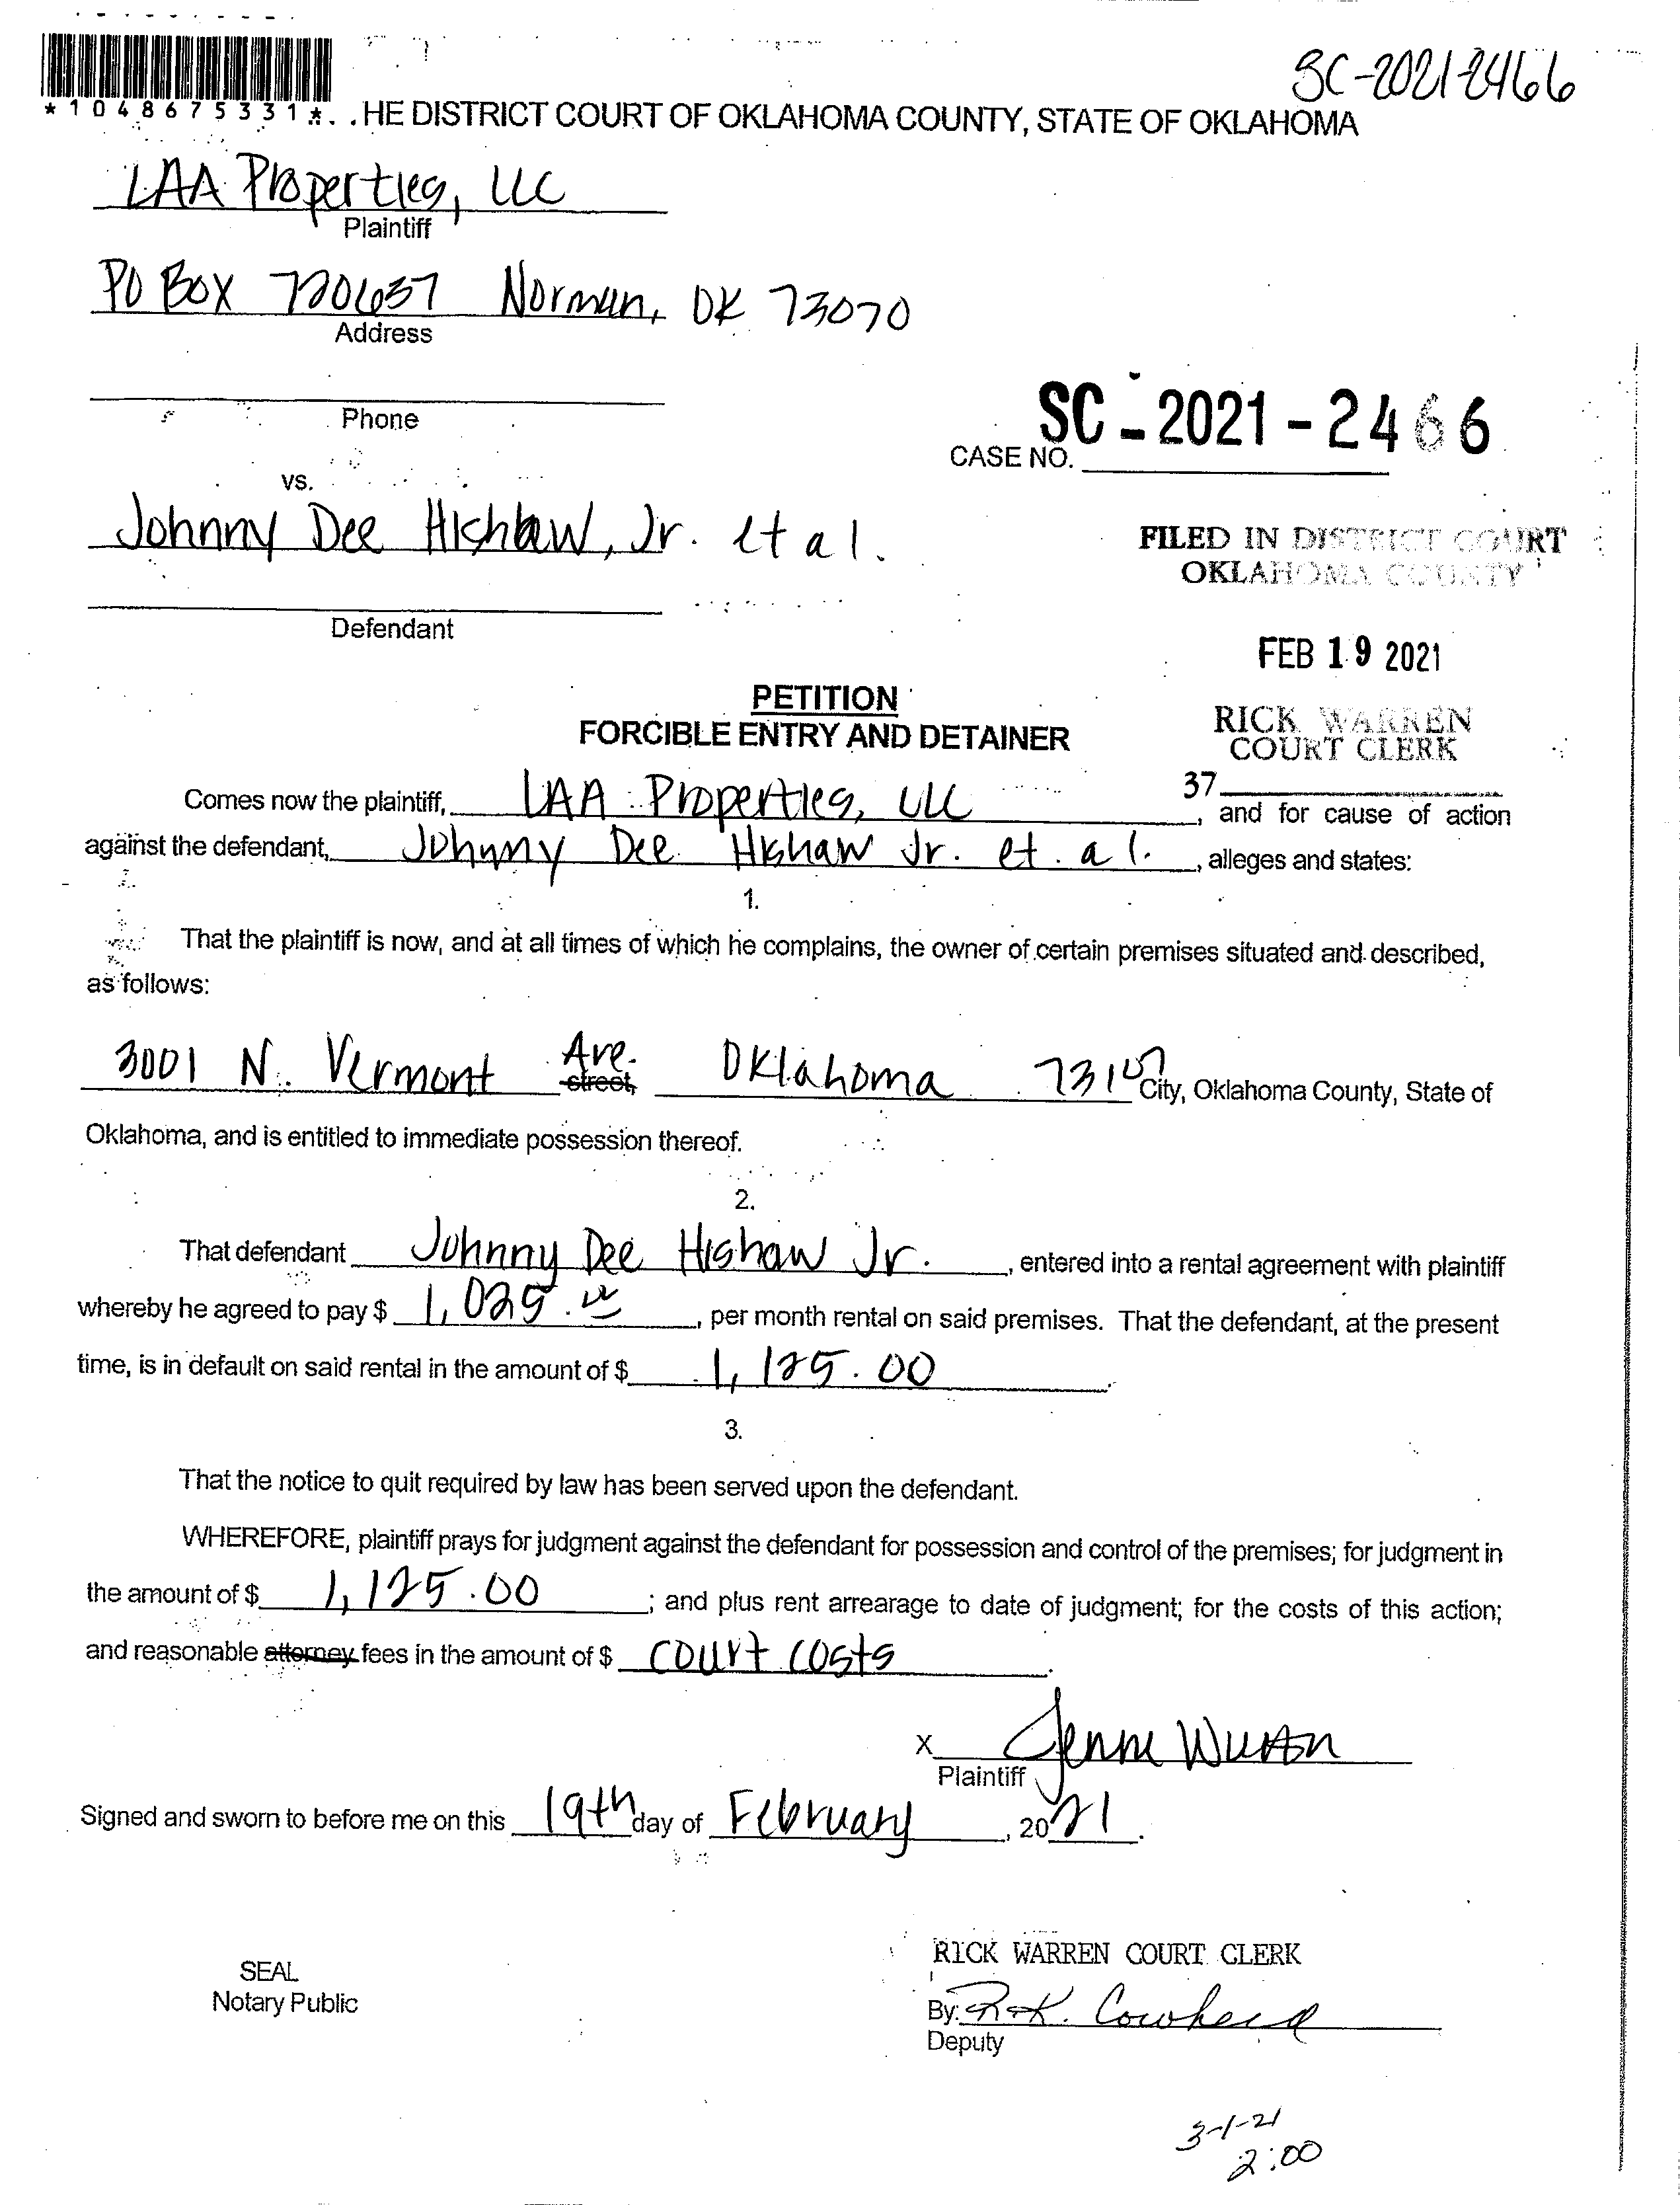 SC-2021-2466
*1048675331*. .HE DISTRICT COURT OF OKLAHOMA COUNTY, STATE OF OKLAHOMA
LAA Properties, LLC
Plaintiff
PO Box 720637 Norman, OK 73070
Address
Phone
SC-2021-2466
CASE NO.
vs.
Johnny Dee Hishaw, Jr. et al.
Defendant
FILED IN DISTRICT COURT
OKLAHOMA COUNTY
FEB 19 2021
RICK WARREN
COURT CLERK
37
PETITION
FORCIBLE ENTRY AND DETAINER
Comes now the plaintiff, LAA Properties, LLC, and for cause of action
against the defendant, Johnny Dee Hishaw Jr. et. al., alleges and states:
1.
That the plaintiff is now, and at all times of which he complains, the owner of certain premises situated and described,
as follows:
3001 N. Vermont Ave. street, Oklahoma 73107 City, Oklahoma County, State of
Oklahoma, and is entitled to immediate possession thereof.
2.
That defendant Johnny Dee Hishaw Jr., entered into a rental agreement with plaintiff
whereby he agreed to pay $ 1,025.00, per month rental on said premises. That the defendant, at the present
time, is in default on said rental in the amount of $ 1,125.00.
3.
That the notice to quit required by law has been served upon the defendant.
WHEREFORE, plaintiff prays for judgment against the defendant for possession and control of the premises; for judgment in
the amount of $ 1,125.00; and plus rent arrearage to date of judgment; for the costs of this action;
and reasonable attorney fees in the amount of $ court costs.
X
Plaintiff
Signed and sworn to before me on this 19th day of February, 2021.
SEAL
Notary Public
RICK WARREN COURT CLERK
By: Cowherd
Deputy
3-1-21
2:00